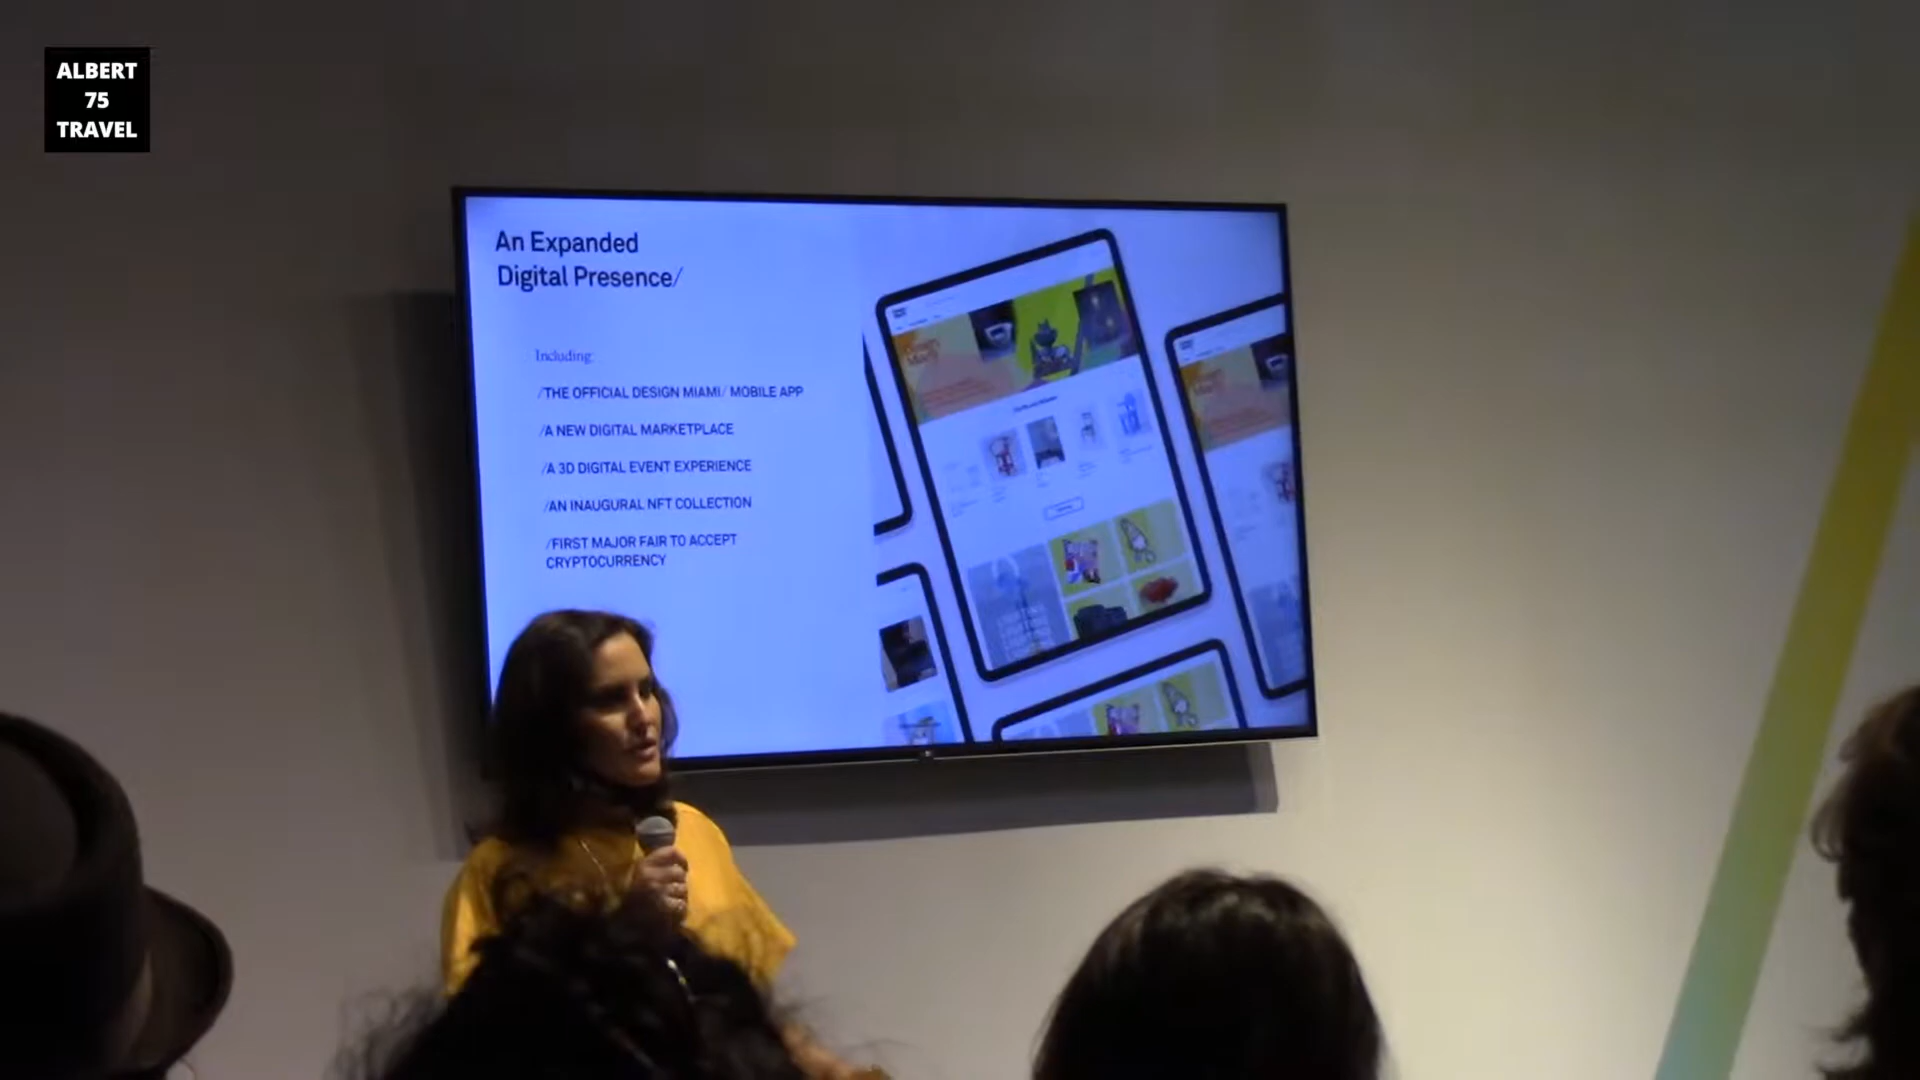 ALBERT
75
TRAVEL
An Expanded
Digital Presence/
Including:
/THE OFFICIAL DESIGN MIAMI/ MOBILE APP
/A NEW DIGITAL MARKETPLACE
/A 3D DIGITAL EVENT EXPERIENCE
/AN INAUGURAL NFT COLLECTION
/FIRST MAJOR FAIR TO ACCEPT
CRYPTOCURRENCY